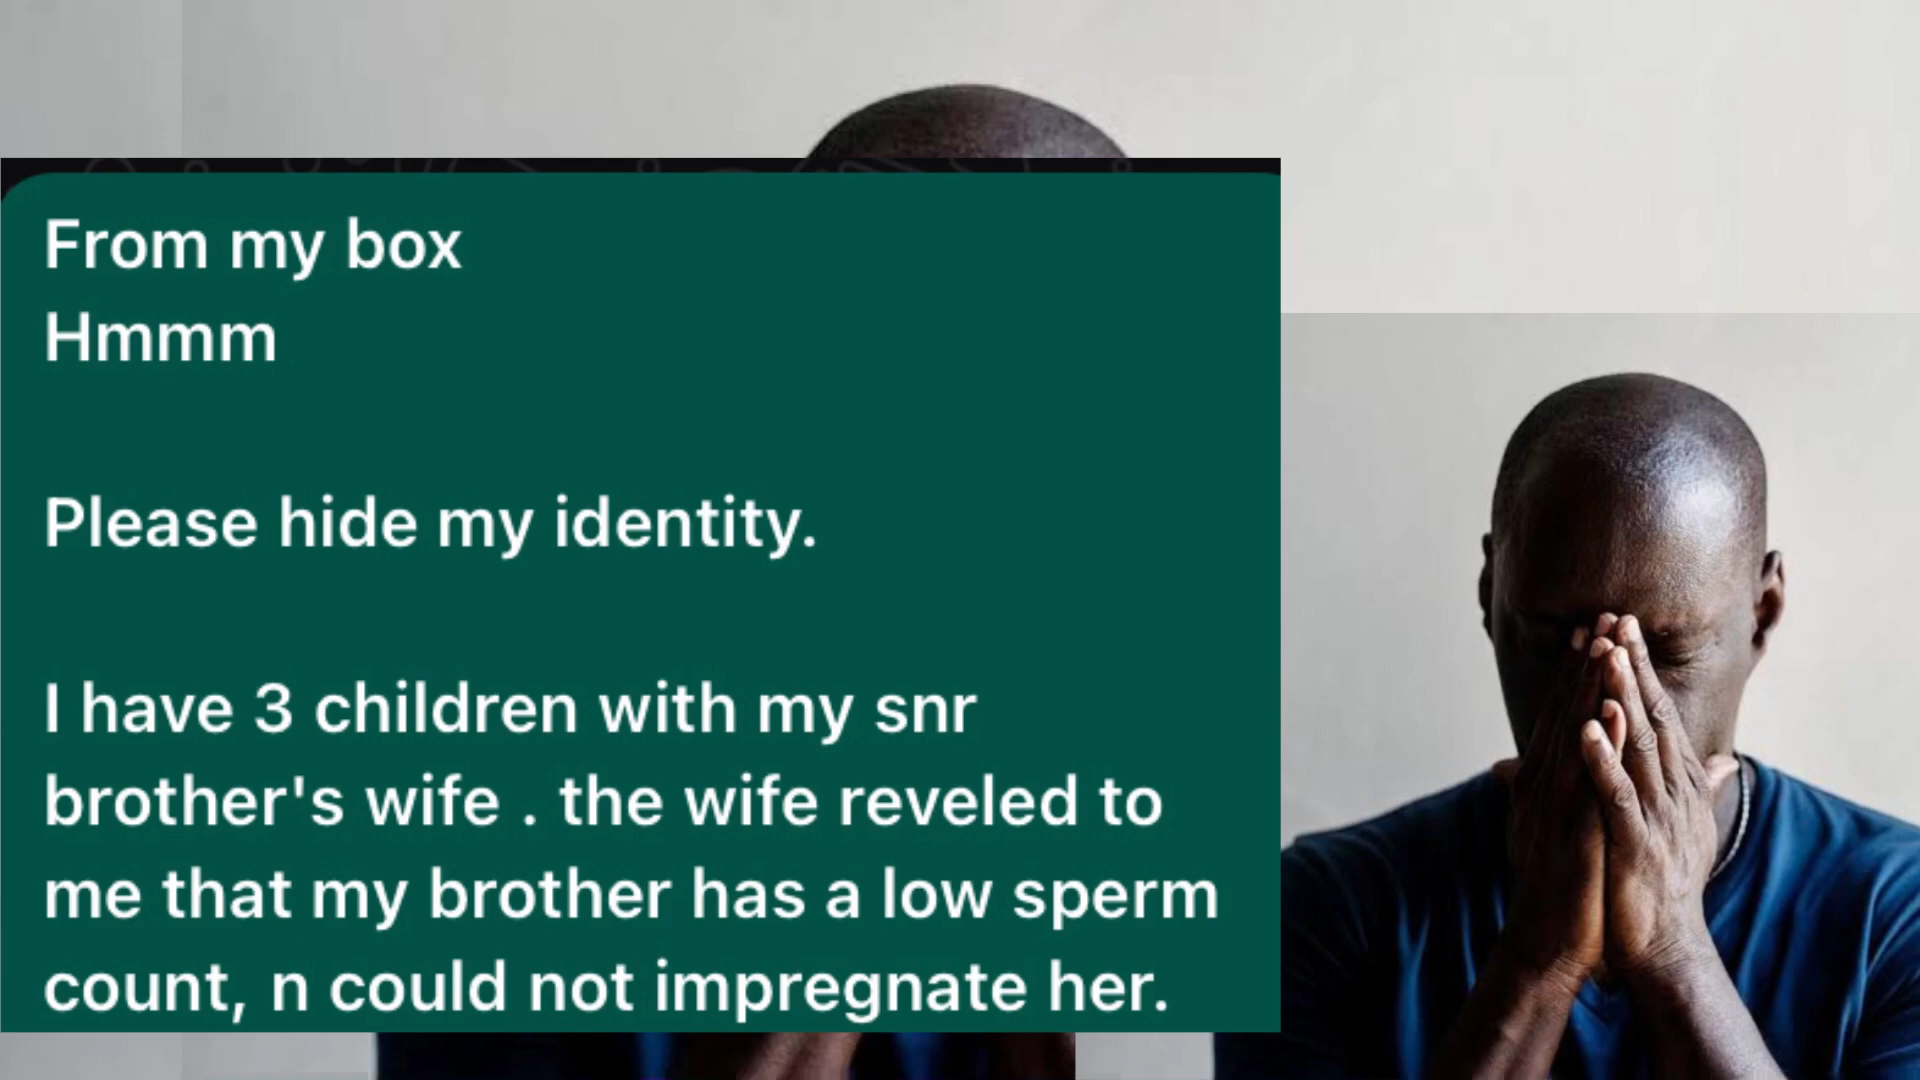 From my box
Hmmm
Please hide my identity.
I have 3 children with my snr
brother's wife . the wife reveled to
me that my brother has a low sperm
count, n could not impregnate her.